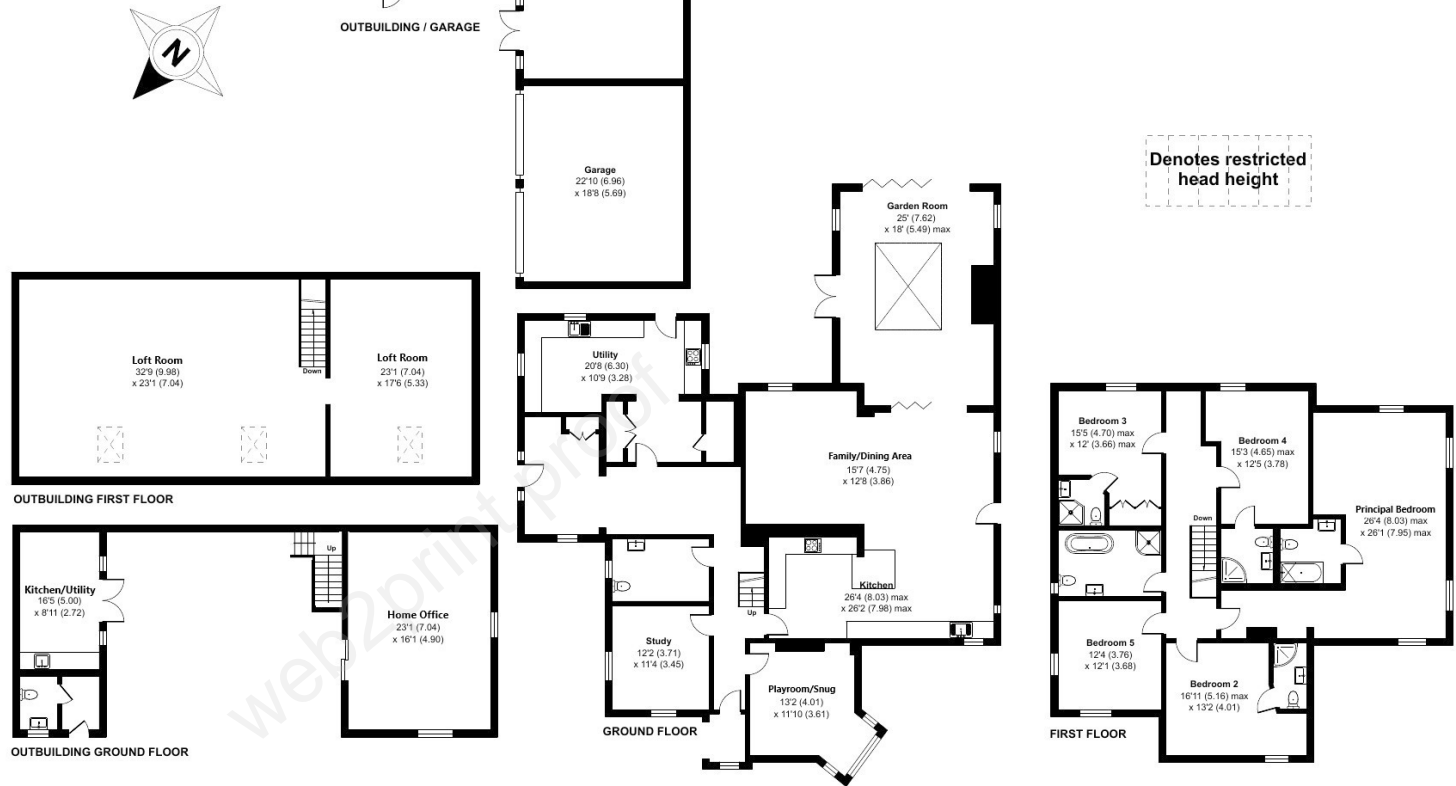 N
OUTBUILDING / GARAGE
Garage
22'10 (6.96)
x 18'8 (5.69)
Denotes restricted
head height
Garden Room
25' (7.62)
x 18' (5.49) max
Loft Room
32'9 (9.98)
x 23'1 (7.04)
Down
Loft Room
23'1 (7.04)
x 17'6 (5.33)
OUTBUILDING FIRST FLOOR
Utility
20'8 (6.30)
x 10'9 (3.28)
Family/Dining Area
15'7 (4.75)
x 12'8 (3.86)
Kitchen
26'4 (8.03) max
x 26'2 (7.98) max
Up
Study
12'2 (3.71)
x 11'4 (3.45)
Playroom/Snug
13'2 (4.01)
x 11'10 (3.61)
GROUND FLOOR
Kitchen/Utility
16'5 (5.00)
x 8'11 (2.72)
Up
Home Office
23'1 (7.04)
x 16'1 (4.90)
OUTBUILDING GROUND FLOOR
Bedroom 3
15'5 (4.70) max
x 12' (3.66) max
Bedroom 4
15'3 (4.65) max
x 12'5 (3.78)
Principal Bedroom
26'4 (8.03) max
x 26'1 (7.95) max
Down
Bedroom 5
12'4 (3.76)
x 12'1 (3.68)
Bedroom 2
16'11 (5.16) max
x 13'2 (4.01)
FIRST FLOOR
web2print proof